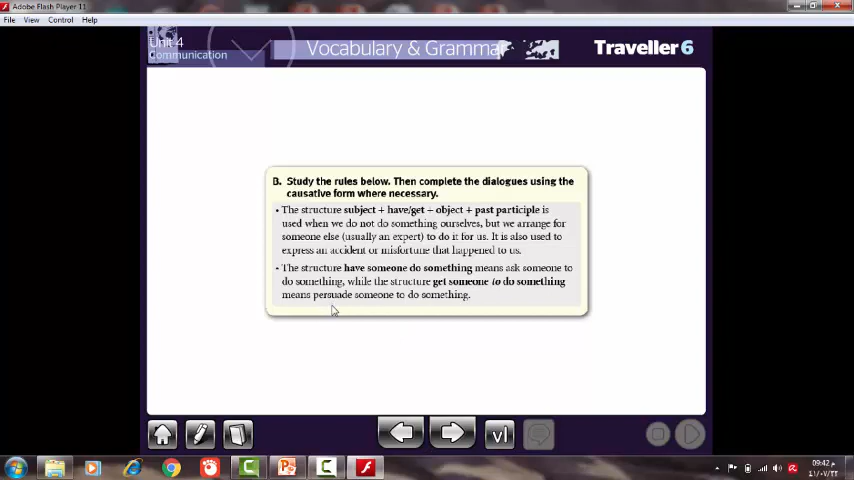 Adobe Flash Player 11
File View Control Help
Unit 4
Communication
Vocabulary & Grammar
Traveller 6
B. Study the rules below. Then complete the dialogues using the
causative form where necessary.
• The structure subject + have/get + object + past participle is
used when we do not do something ourselves, but we arrange for
someone else (usually an expert) to do it for us. It is also used to
express an accident or misfortune that happened to us.
• The structure have someone do something means ask someone to
do something, while the structure get someone to do something
means persuade someone to do something.
09:42 م